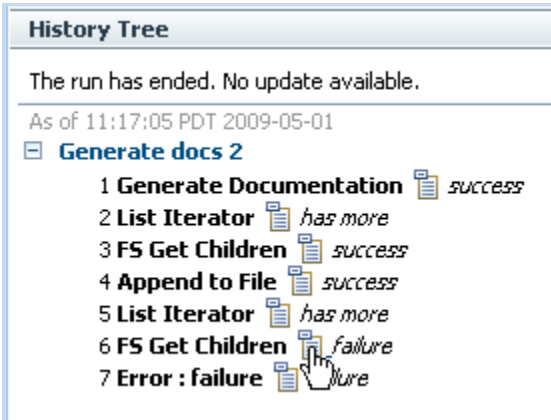 History Tree
The run has ended. No update available.
As of 11:17:05 PDT 2009-05-01
Generate docs 2
1 Generate Documentation success
2 List Iterator has more
3 FS Get Children success
4 Append to File success
5 List Iterator has more
6 FS Get Children failure
7 Error : failure